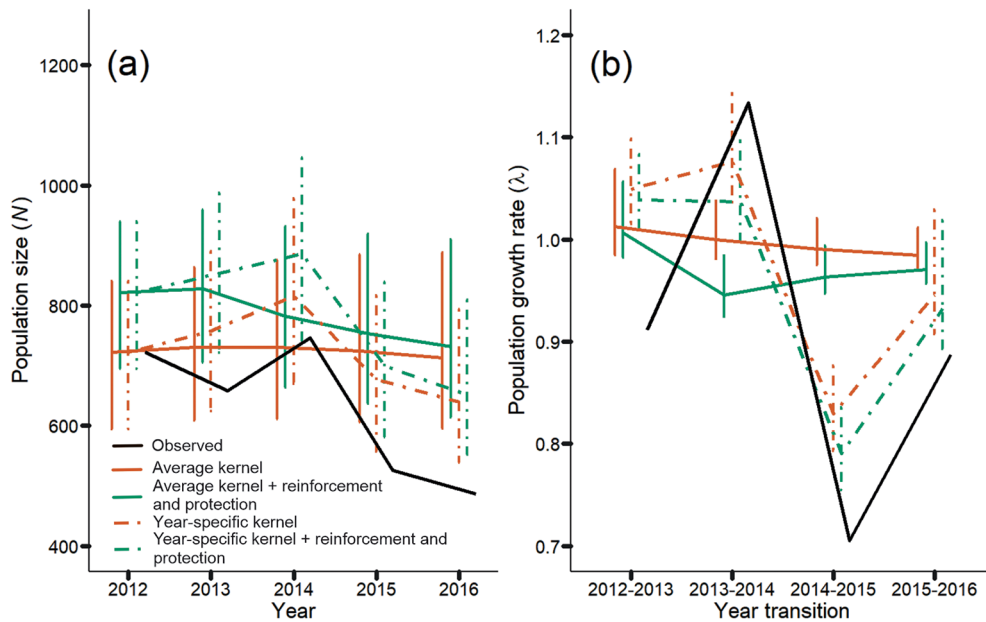 (a)
Population size (N)
1200
1000
800
600
400
Observed
Average kernel
Average kernel + reinforcement
and protection
Year-specific kernel
Year-specific kernel + reinforcement and
protection
2012 2013 2014 2015 2016
Year
(b)
Population growth rate (λ)
1.2
1.1
1.0
0.9
0.8
0.7
2012-2013 2013-2014 2014-2015 2015-2016
Year transition